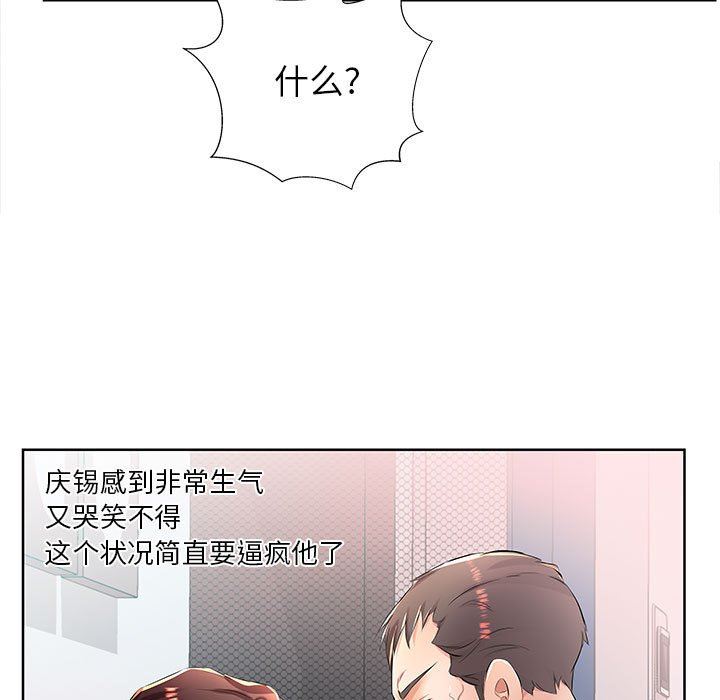 什么?
庆锡感到非常生气
又哭笑不得
这个状况简直要逼疯他了